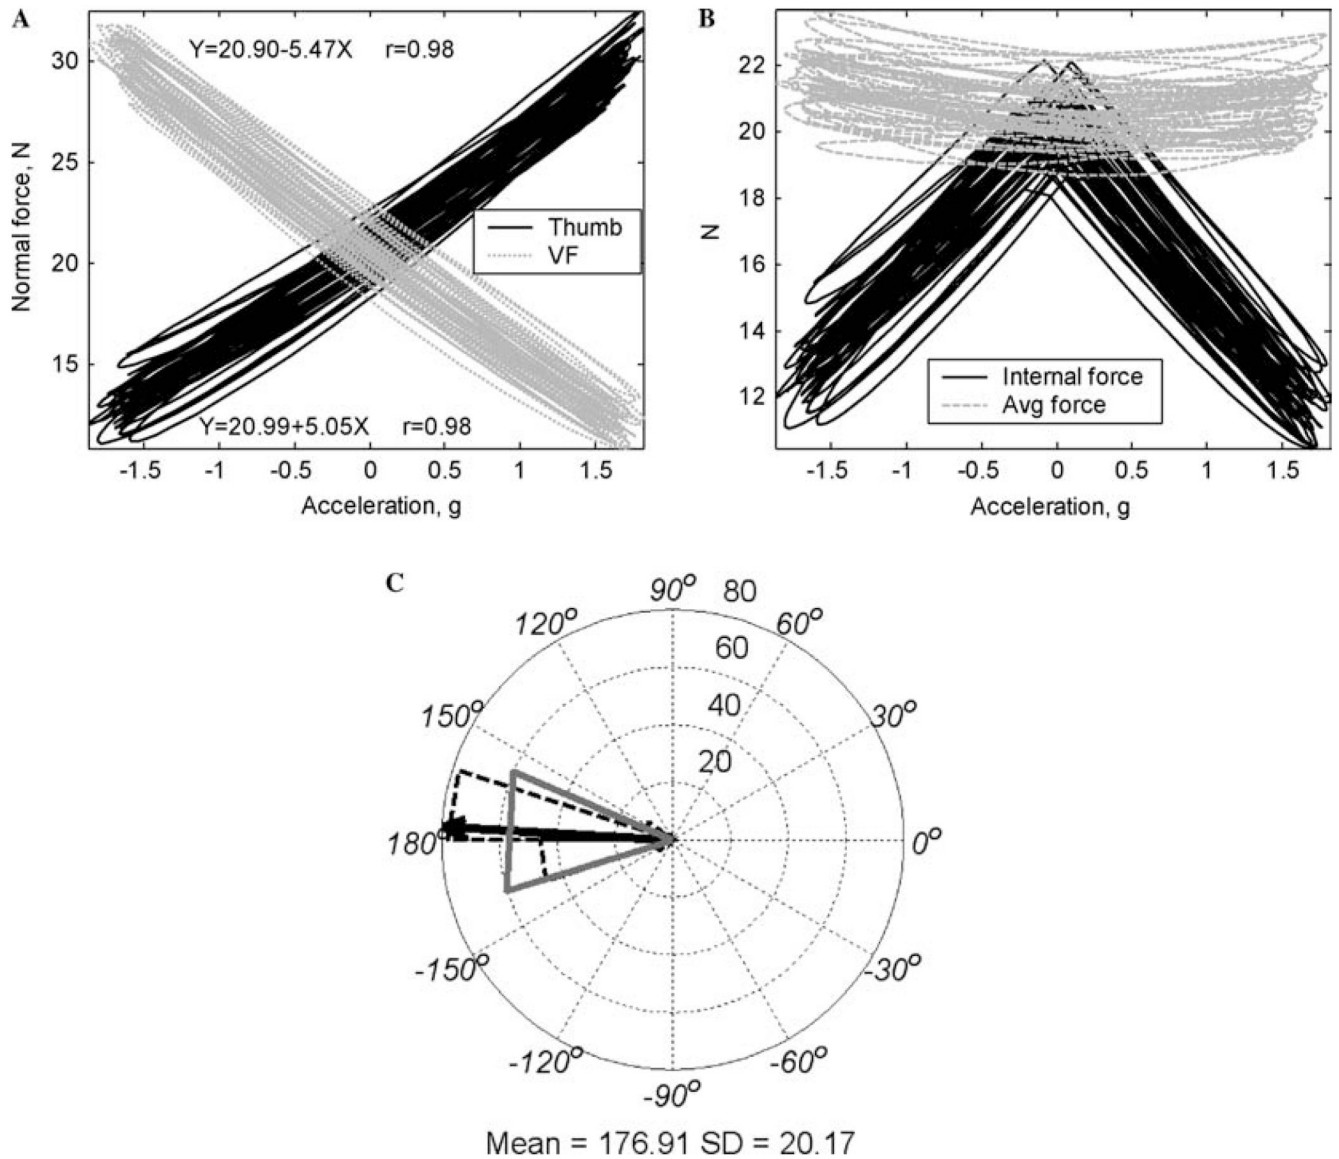 A
Y=20.90-5.47X r=0.98
30
25
20
15
Normal force, N
Thumb
VF
Y=20.99+5.05X r=0.98
-1.5 -1 -0.5 0 0.5 1 1.5
Acceleration, g
B
22
20
18
16
14
12
N
Internal force
Avg force
-1.5 -1 -0.5 0 0.5 1 1.5
Acceleration, g
C
90° 80
120° 60°
60
150° 40 30°
20
180° 0°
-150° -30°
-120° -60°
-90°
Mean = 176.91 SD = 20.17